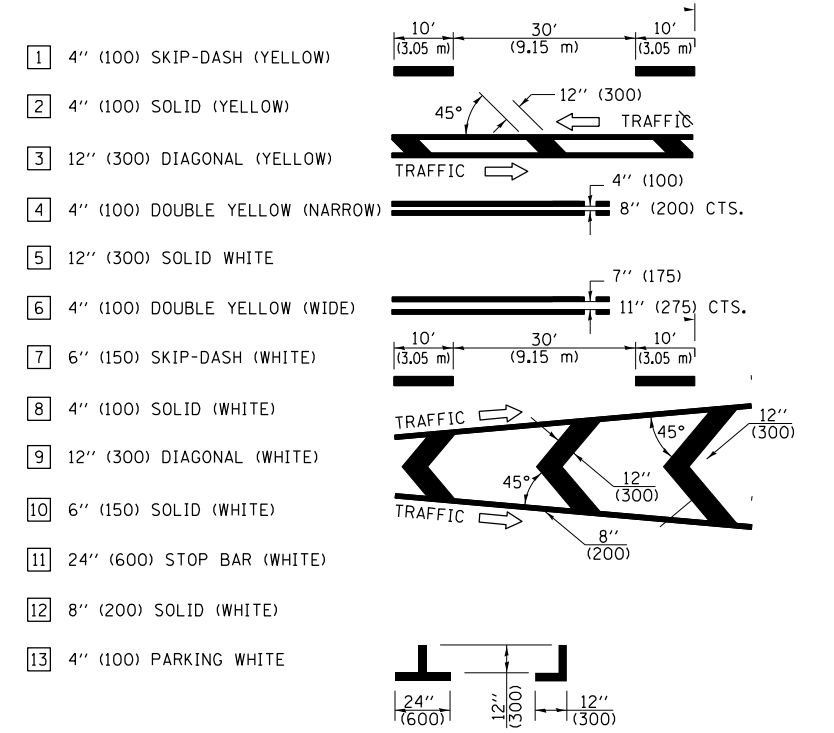 10' 30' 10'
(3.05 m) (9.15 m) (3.05 m)
1 4'' (100) SKIP-DASH (YELLOW)
2 4'' (100) SOLID (YELLOW)
45° 12'' (300)
TRAFFIC
3 12'' (300) DIAGONAL (YELLOW)
TRAFFIC
4 4'' (100) DOUBLE YELLOW (NARROW)
4'' (100)
8'' (200) CTS.
5 12'' (300) SOLID WHITE
7'' (175)
6 4'' (100) DOUBLE YELLOW (WIDE)
11'' (275) CTS.
10' 30' 10'
(3.05 m) (9.15 m) (3.05 m)
7 6'' (150) SKIP-DASH (WHITE)
8 4'' (100) SOLID (WHITE)
TRAFFIC
45°
12''
(300)
9 12'' (300) DIAGONAL (WHITE)
45°
12''
(300)
10 6'' (150) SOLID (WHITE)
TRAFFIC
8''
(200)
11 24'' (600) STOP BAR (WHITE)
12 8'' (200) SOLID (WHITE)
13 4'' (100) PARKING WHITE
24''
(600)
12''
(300)
12''
(300)